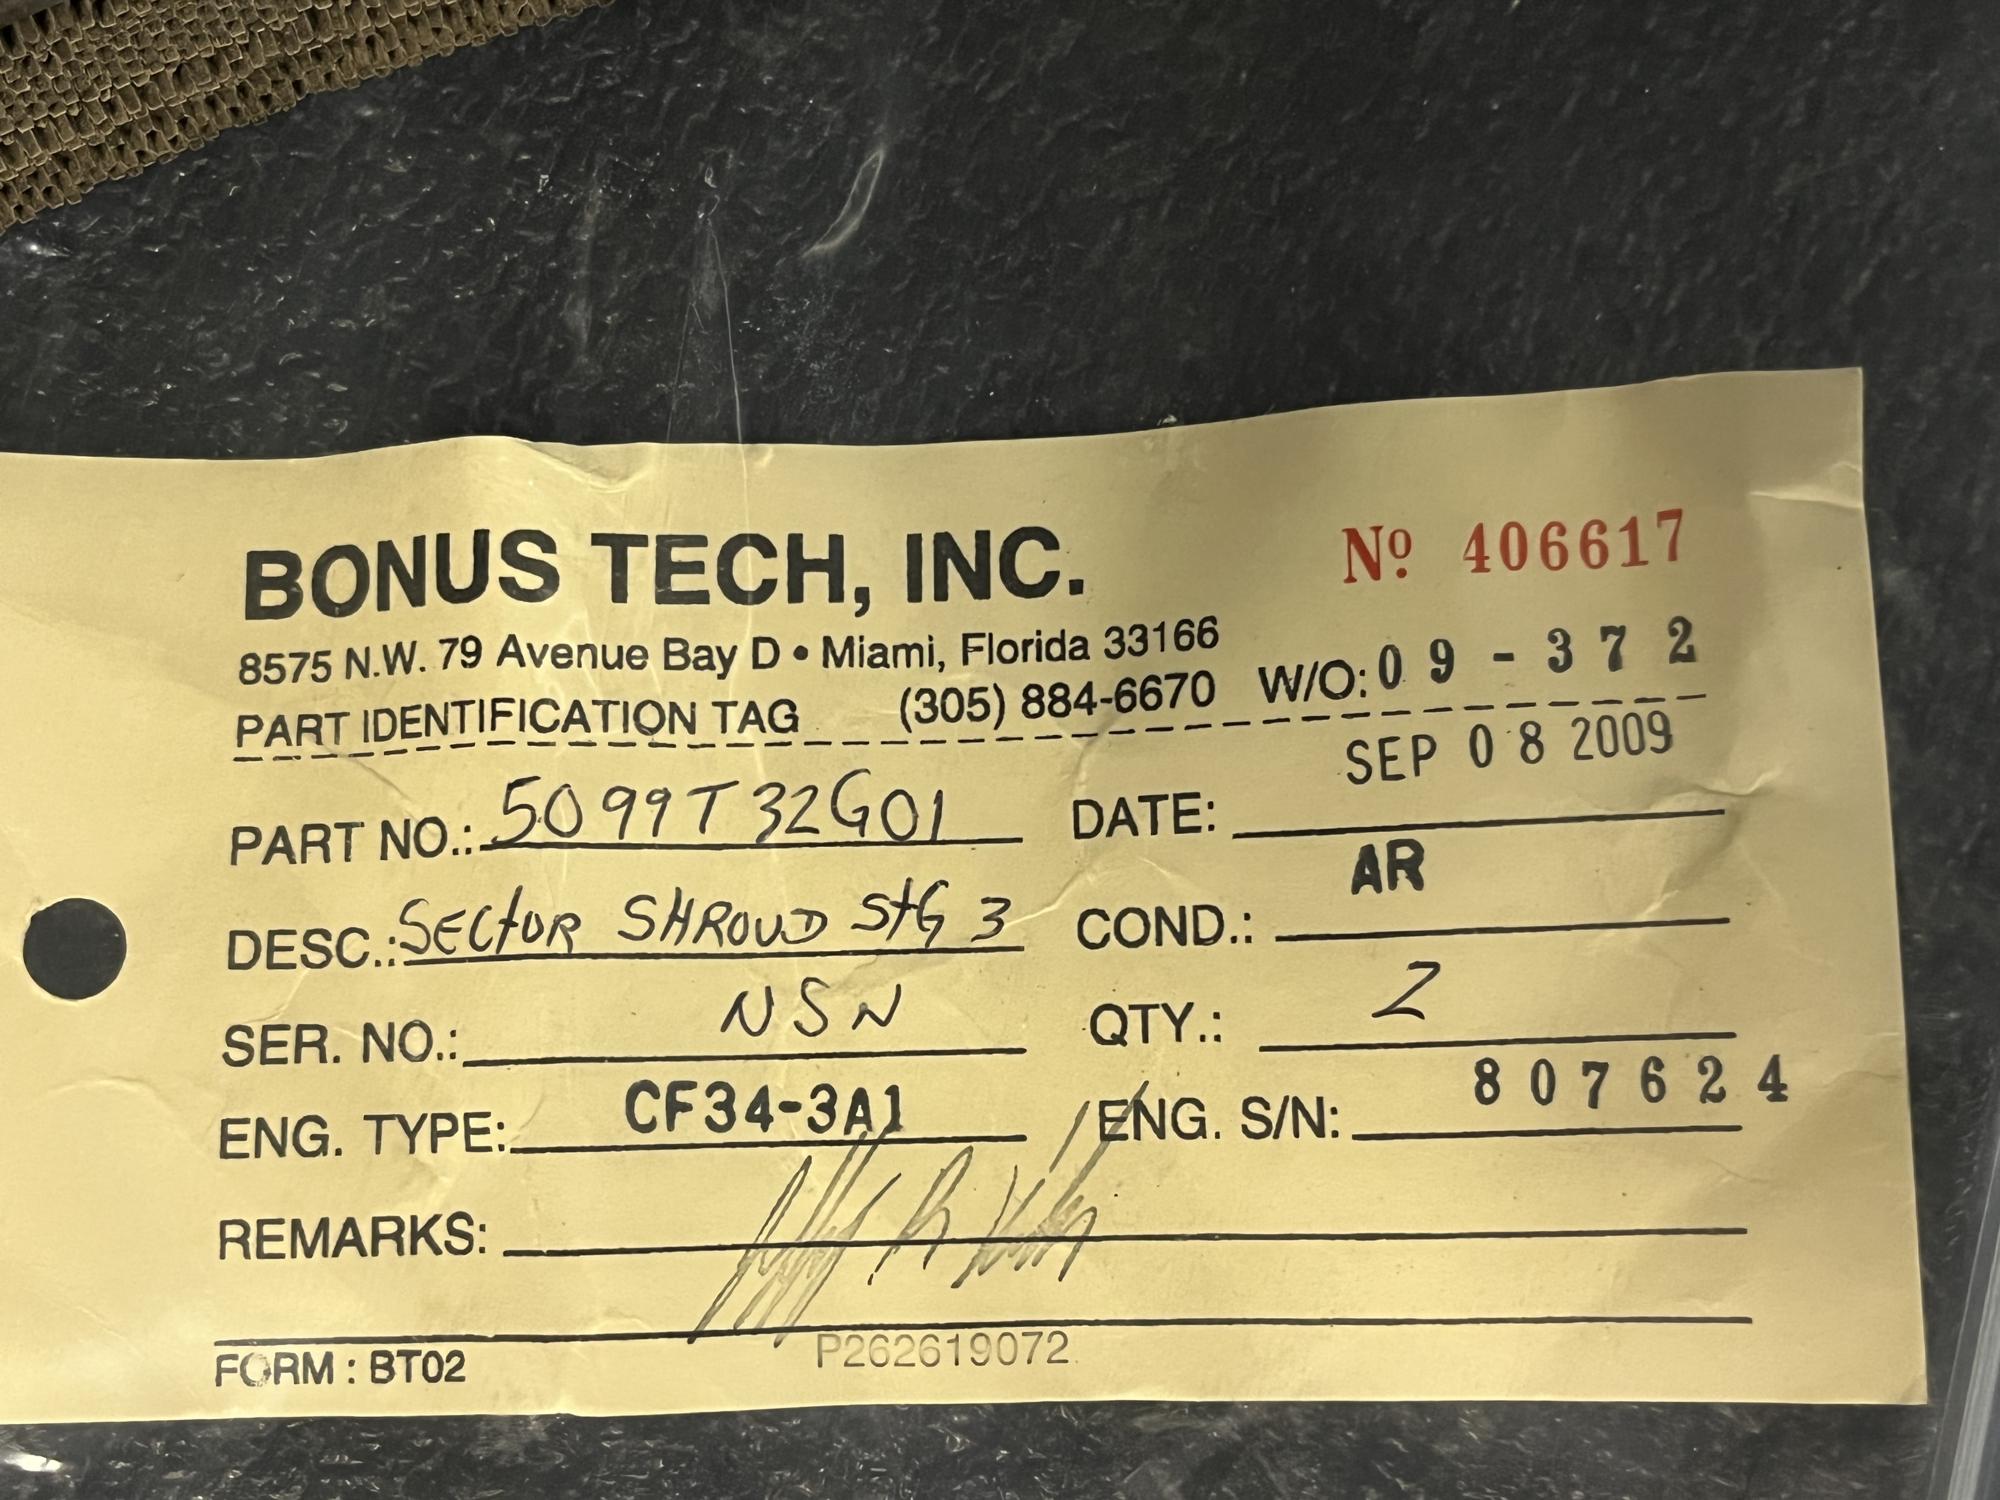 BONUS TECH, INC. Nº 406617
8575 N.W. 79 Avenue Bay D • Miami, Florida 33166
PART IDENTIFICATION TAG (305) 884-6670 W/O: 09-372
PART NO.: 5099T32G01 DATE: SEP 08 2009
DESC.: SECtOR SHROUD StG 3 COND.: AR
SER. NO.: NSN QTY.: 2
ENG. TYPE: CF34-3A1 ENG. S/N: 807624
REMARKS:
FORM : BT02 P262619072